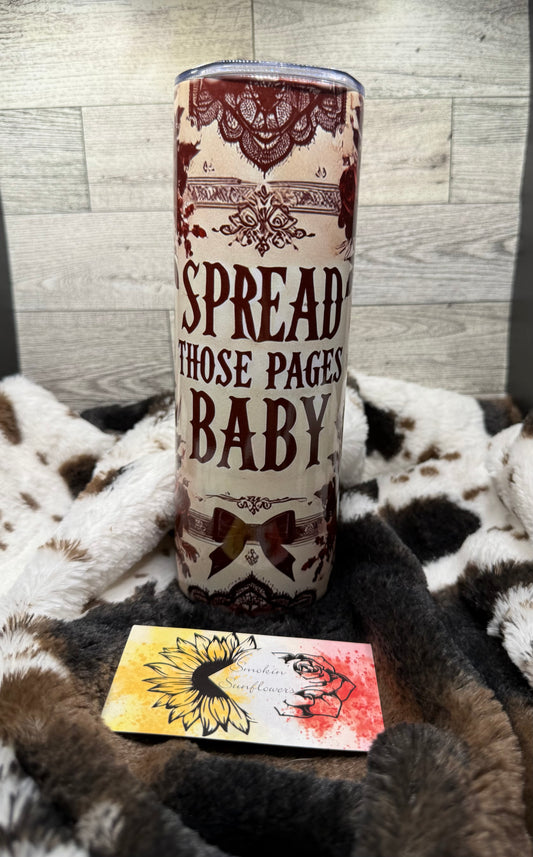 SPREAD
THOSE PAGES
BABY
Smokin
Sunflowers